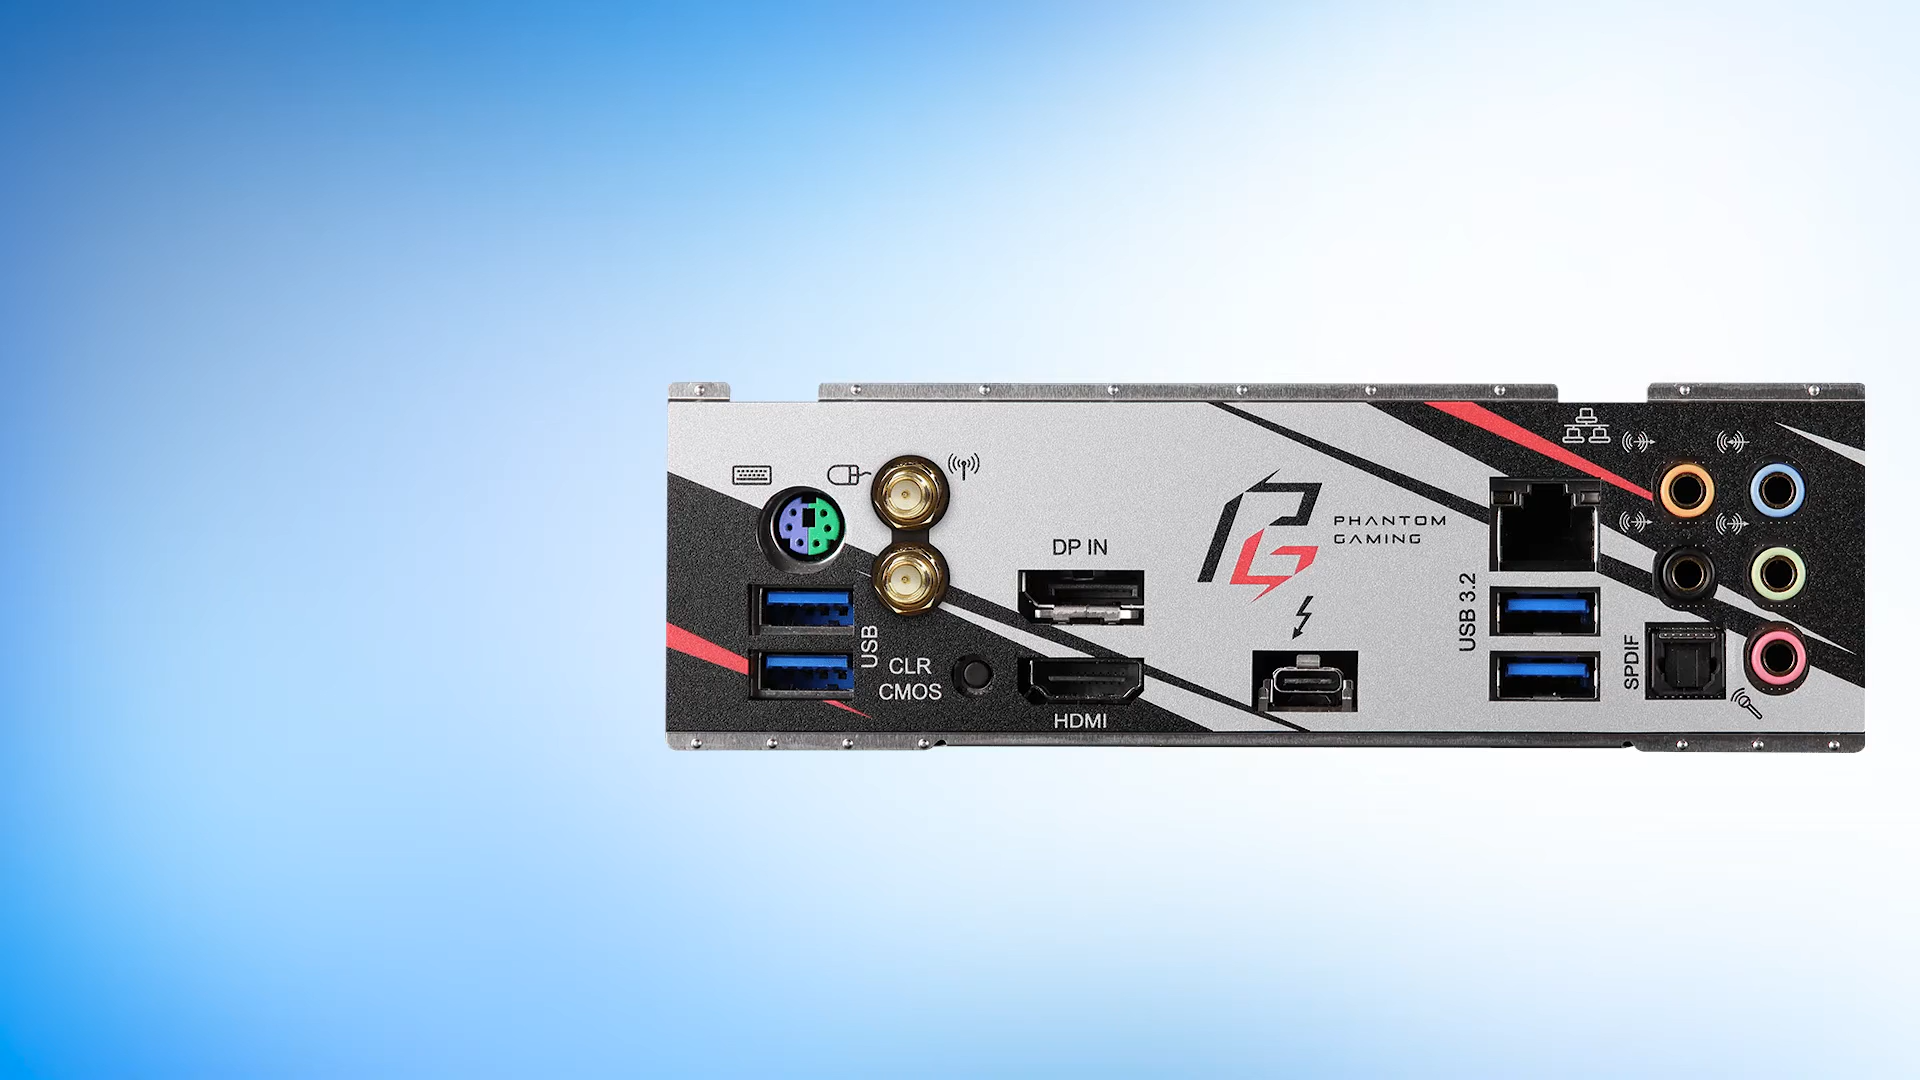 DP IN
PHANTOM
GAMING
USB
CLR
CMOS
HDMI
USB 3.2
SPDIF